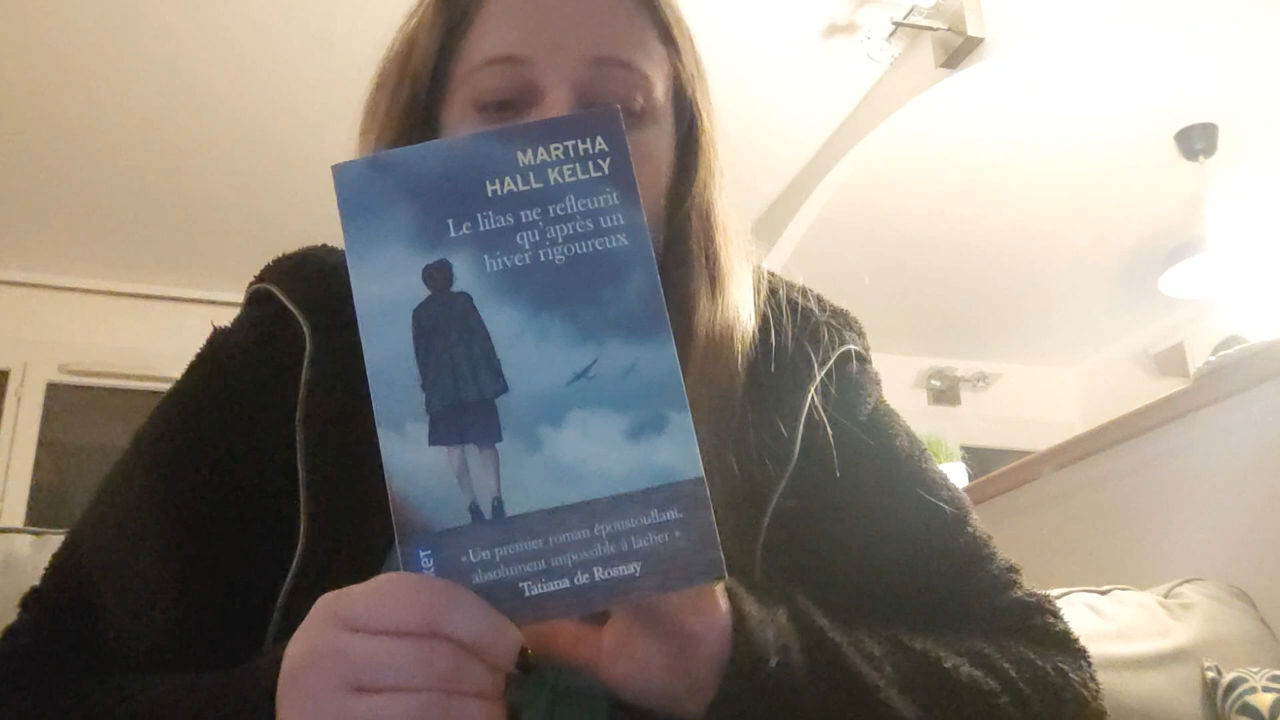 MARTHA
HALL KELLY
Le lilas ne refleurit
qu'après un
hiver rigoureux
« Un premier roman époustouflant,
absolument impossible à lâcher »
Tatiana de Rosnay